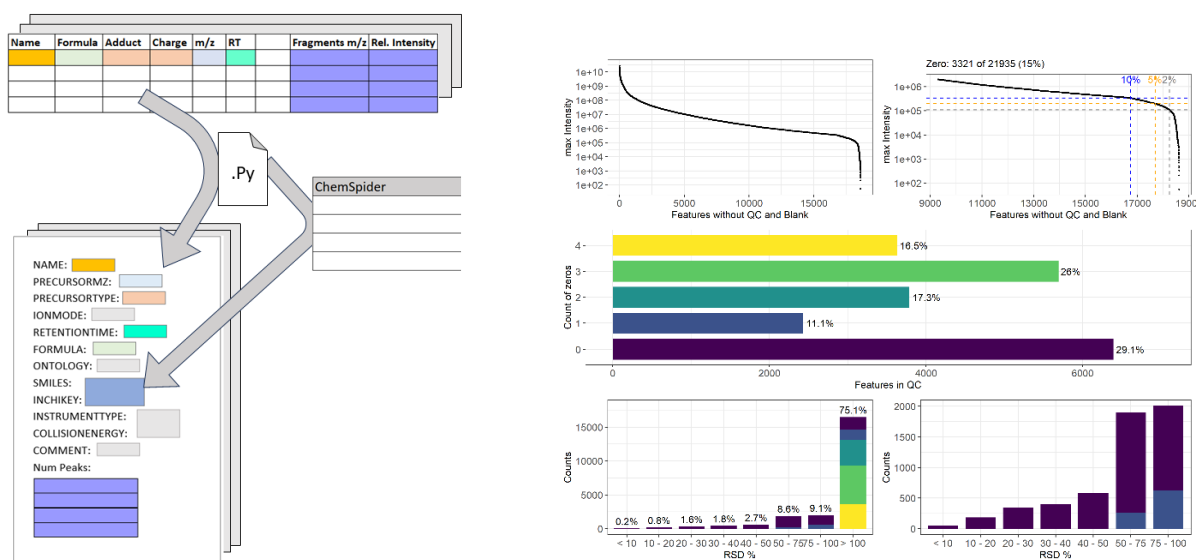 Name Formula Adduct Charge m/z RT Fragments m/z Rel. Intensity
.Py
ChemSpider
NAME:
PRECURSORMZ:
PRECURSORTYPE:
IONMODE:
RETENTIONTIME:
FORMULA:
ONTOLOGY:
SMILES:
INCHIKEY:
INSTRUMENTTYPE:
COLLISIONENERGY:
COMMENT:
Num Peaks:
max Intensity
1e+10
1e+09
1e+08
1e+07
1e+06
1e+05
1e+04
1e+03
1e+02
0 5000 10000 15000
Features without QC and Blank
Zero: 3321 of 21935 (15%)
10% 5% 2%
max Intensity
1e+06
1e+05
1e+04
1e+03
1e+02
9000 11000 13000 15000 17000 1900
Features without QC and Blank
Count of zeros
4 16.5%
3 26%
2 17.3%
1 11.1%
0 29.1%
0 2000 4000 6000
Features in QC
Counts
15000
10000
5000
0
0.2% 0.8% 1.6% 1.8% 2.7% 8.6% 9.1% 75.1%
< 10 10 - 20 20 - 30 30 - 40 40 - 50 50 - 75 75 - 100 > 100
RSD %
Counts
2000
1500
1000
500
0
< 10 10 - 20 20 - 30 30 - 40 40 - 50 50 - 75 75 - 100
RSD %